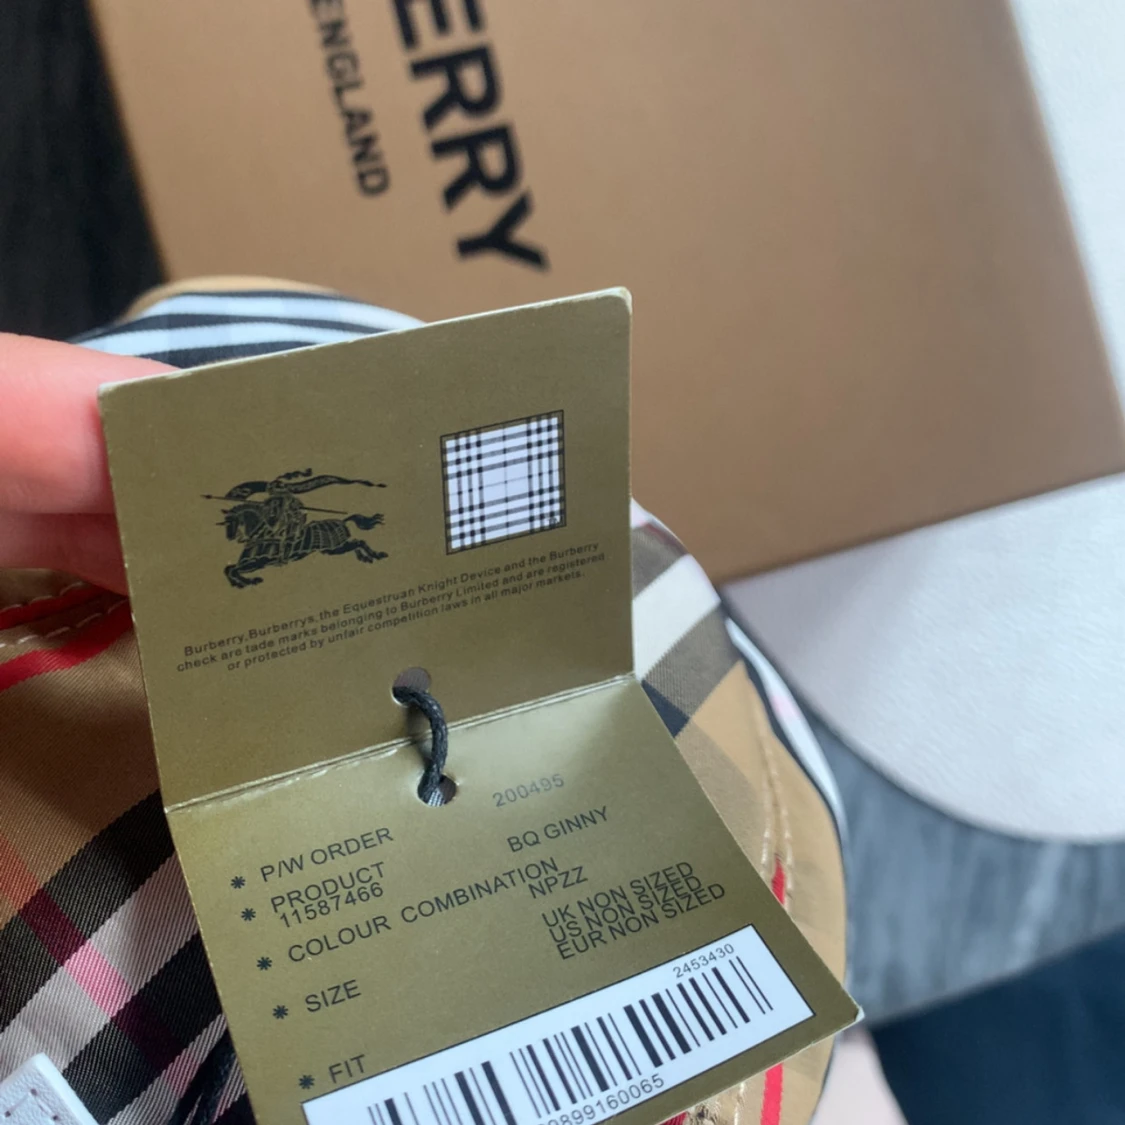 ERRY
ENGLAND
Burberry,Burberrys,the Equestruan Knight Device and the Burberry
check are tade marks belonging to Burberry Limited and are registered
or protected by unfair competition laws in all major markets.
200495
* P/W ORDER
BQ GINNY
* PRODUCT
11587466
* COLOUR COMBINATION
NPZZ
UK NON SIZED
US NON SIZED
EUR NON SIZED
* SIZE
2453430
* FIT
0899160065